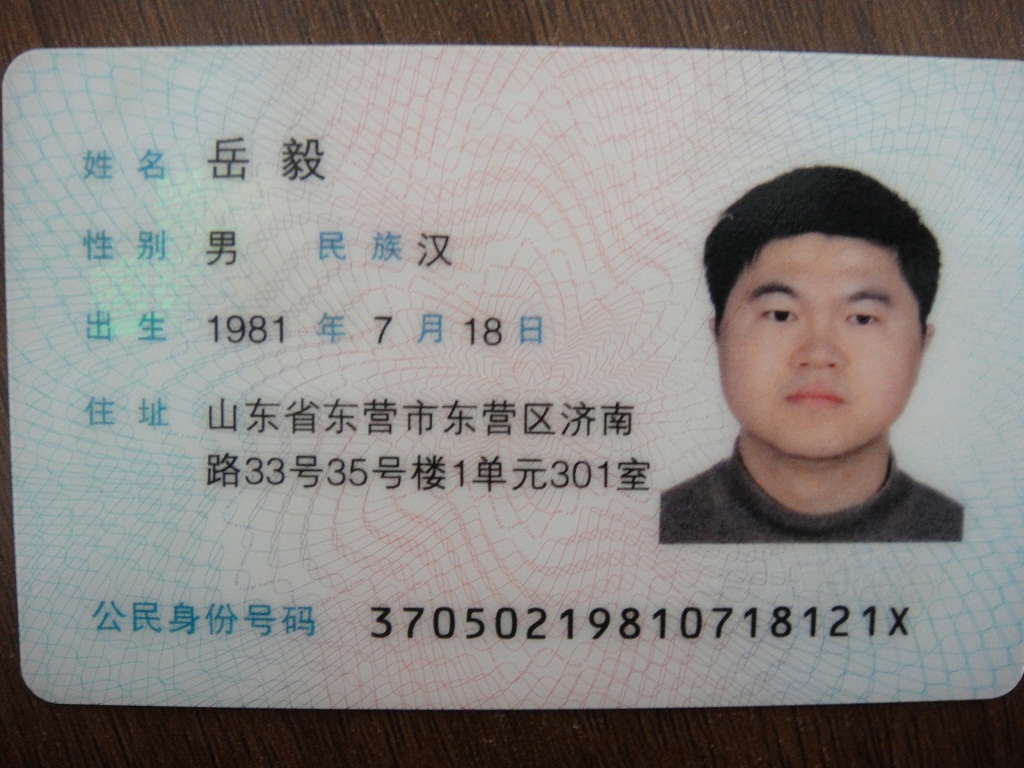 姓名 岳毅
性别 男 民族 汉
出生 1981 年 7 月 18 日
住址 山东省东营市东营区济南
路33号35号楼1单元301室
公民身份号码 37050219810718121X